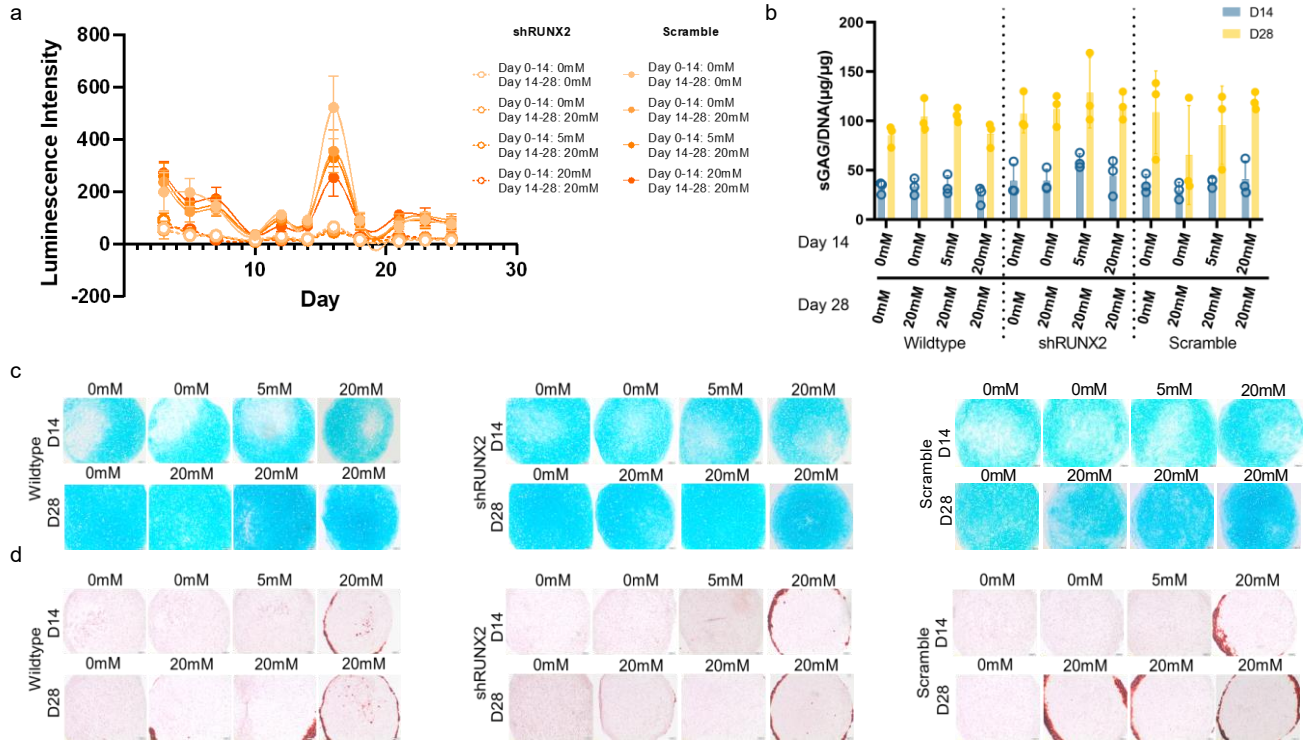 a
800
600
400
200
0
-200
Luminescence Intensity
10
20
30
Day
shRUNX2
Scramble
Day 0-14: 0mM
Day 14-28: 0mM
Day 0-14: 0mM
Day 14-28: 20mM
Day 0-14: 5mM
Day 14-28: 20mM
Day 0-14: 20mM
Day 14-28: 20mM
Day 0-14: 0mM
Day 14-28: 0mM
Day 0-14: 0mM
Day 14-28: 20mM
Day 0-14: 5mM
Day 14-28: 20mM
Day 0-14: 20mM
Day 14-28: 20mM
b
D14
D28
200
150
100
50
0
sGAG/DNA(µg/µg)
Day 14
0mM 0mM 5mM 20mM 0mM 0mM 5mM 20mM 0mM 0mM 5mM 20mM
Day 28
0mM 20mM 20mM 20mM 0mM 20mM 20mM 20mM 0mM 20mM 20mM 20mM
Wildtype shRUNX2 Scramble
c
Wildtype
D14
0mM 0mM 5mM 20mM
D28
0mM 20mM 20mM 20mM
shRUNX2
D14
0mM 0mM 5mM 20mM
D28
0mM 20mM 20mM 20mM
Scramble
D14
0mM 0mM 5mM 20mM
D28
0mM 20mM 20mM 20mM
d
Wildtype
D14
0mM 0mM 5mM 20mM
D28
0mM 20mM 20mM 20mM
shRUNX2
D14
0mM 0mM 5mM 20mM
D28
0mM 20mM 20mM 20mM
Scramble
D14
0mM 0mM 5mM 20mM
D28
0mM 20mM 20mM 20mM